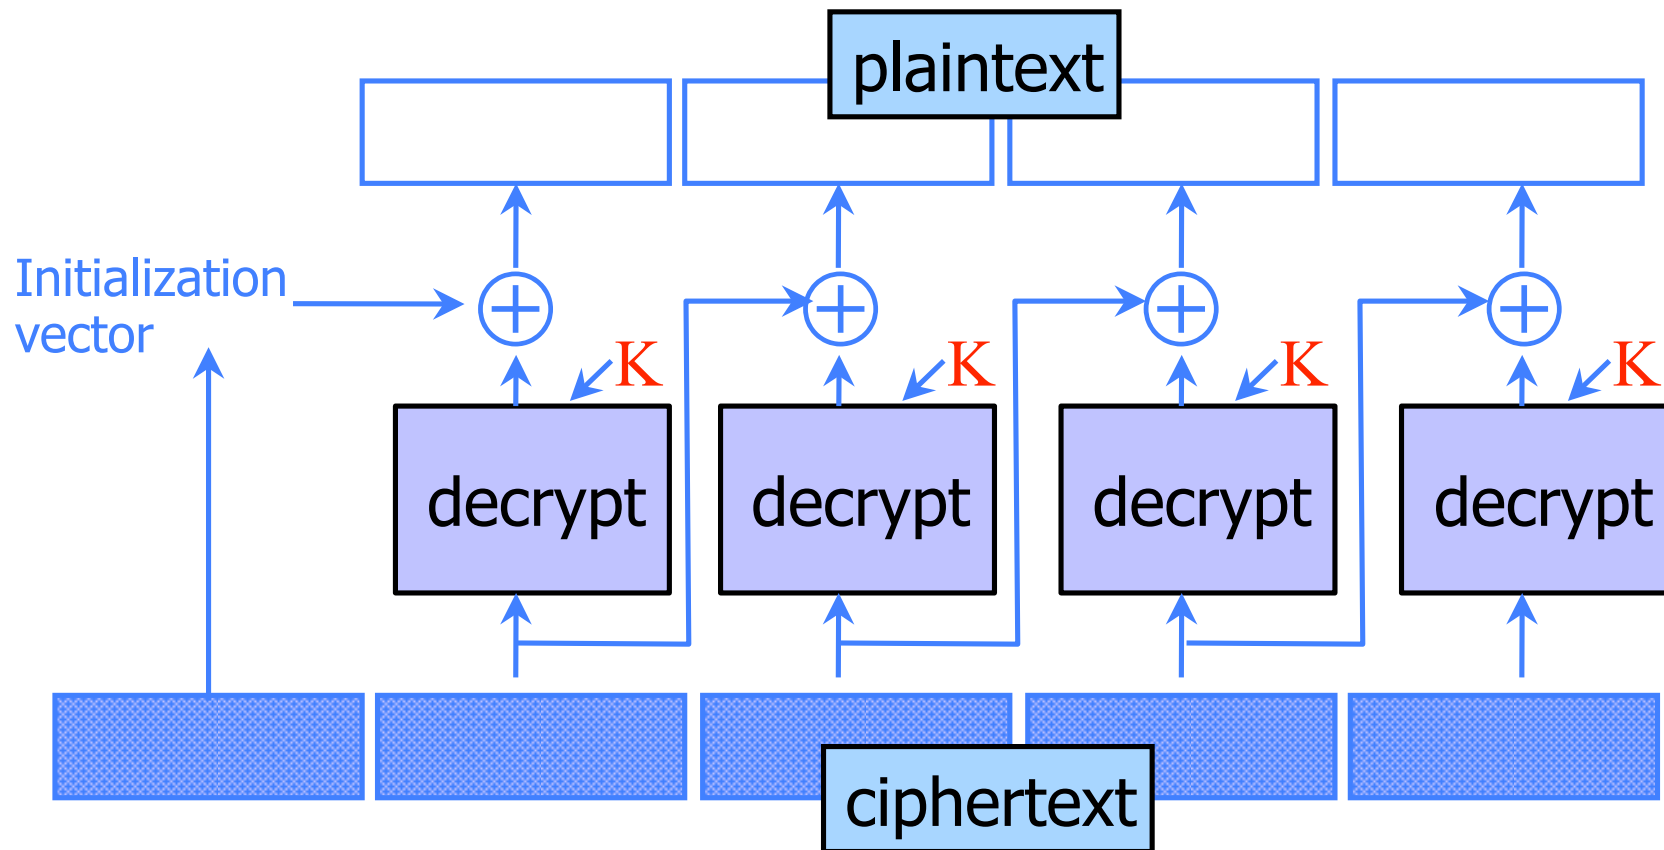 plaintext
Initialization
vector
K
K
K
K
decrypt
decrypt
decrypt
decrypt
ciphertext